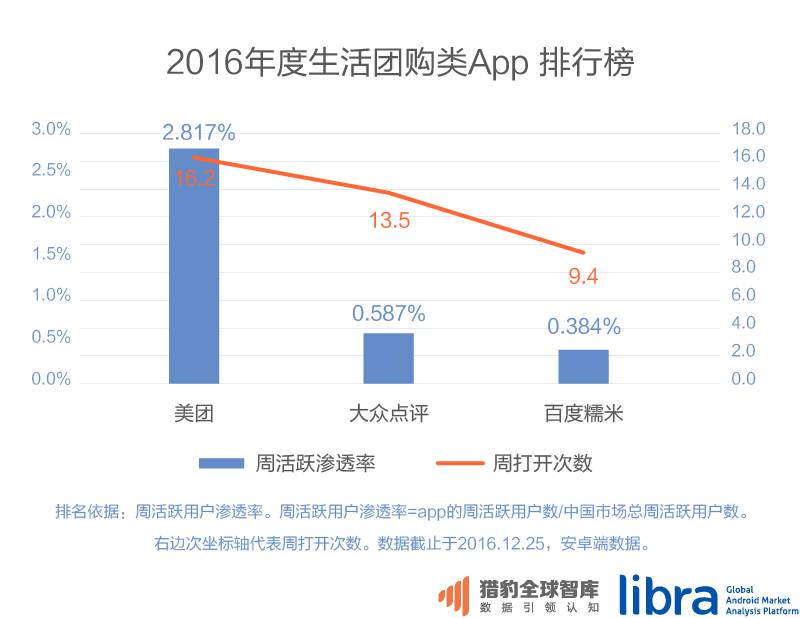 2016年度生活团购类App 排行榜
3.0%
2.5%
2.0%
1.5%
1.0%
0.5%
0.0%
2.817%
16.2
13.5
9.4
0.587%
0.384%
18.0
16.0
14.0
12.0
10.0
8.0
6.0
4.0
2.0
0.0
美团
大众点评
百度糯米
周活跃渗透率
周打开次数
排名依据：周活跃用户渗透率。周活跃用户渗透率=app的周活跃用户数/中国市场总周活跃用户数。
右边次坐标轴代表周打开次数。数据截止于2016.12.25，安卓端数据。
猎豹全球智库
数据引领认知
libra
Global
Android Market
Analysis Platform